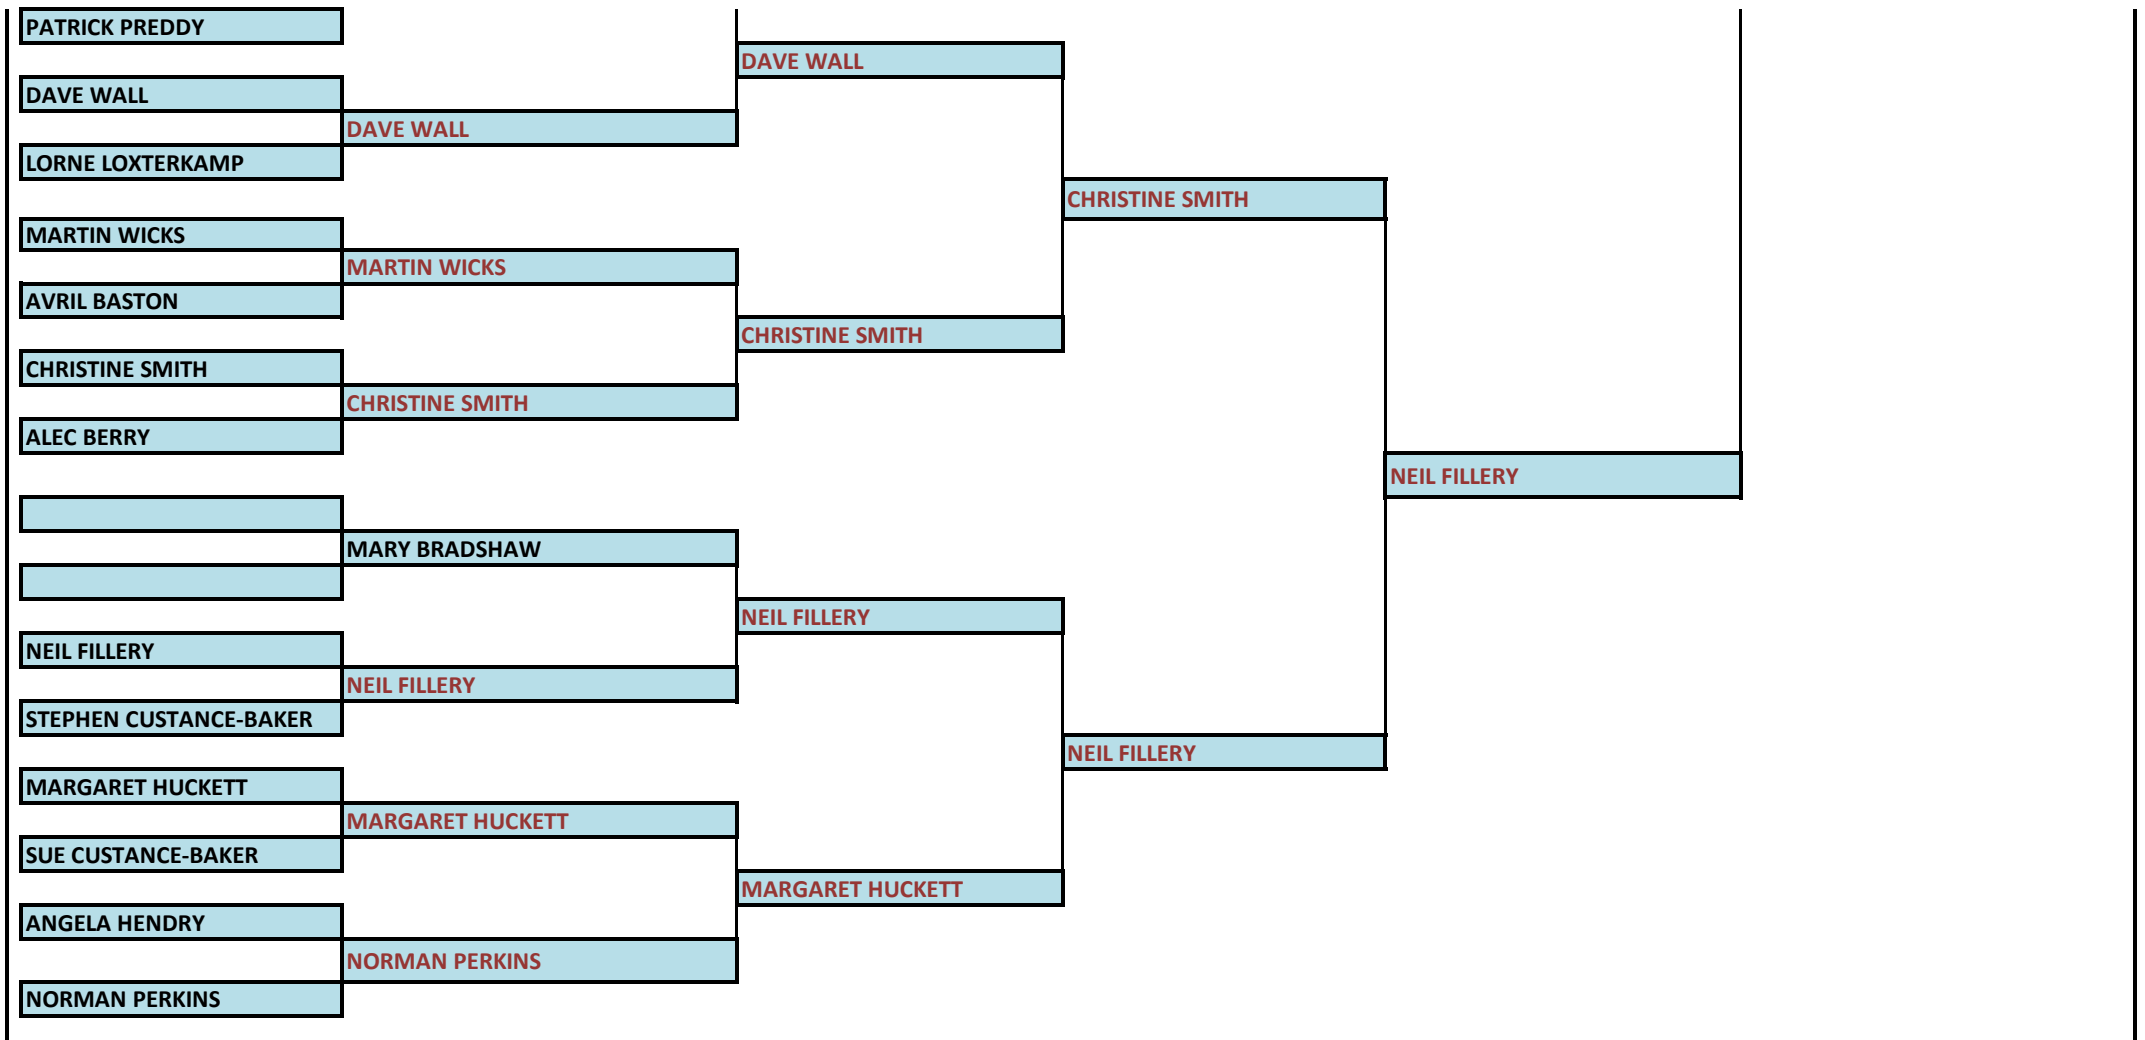 PATRICK PREDDY
DAVE WALL
DAVE WALL
DAVE WALL
LORNE LOXTERKAMP
CHRISTINE SMITH
MARTIN WICKS
MARTIN WICKS
AVRIL BASTON
CHRISTINE SMITH
CHRISTINE SMITH
CHRISTINE SMITH
ALEC BERRY
NEIL FILLERY
MARY BRADSHAW
NEIL FILLERY
NEIL FILLERY
NEIL FILLERY
STEPHEN CUSTANCE-BAKER
NEIL FILLERY
MARGARET HUCKETT
MARGARET HUCKETT
SUE CUSTANCE-BAKER
MARGARET HUCKETT
ANGELA HENDRY
NORMAN PERKINS
NORMAN PERKINS